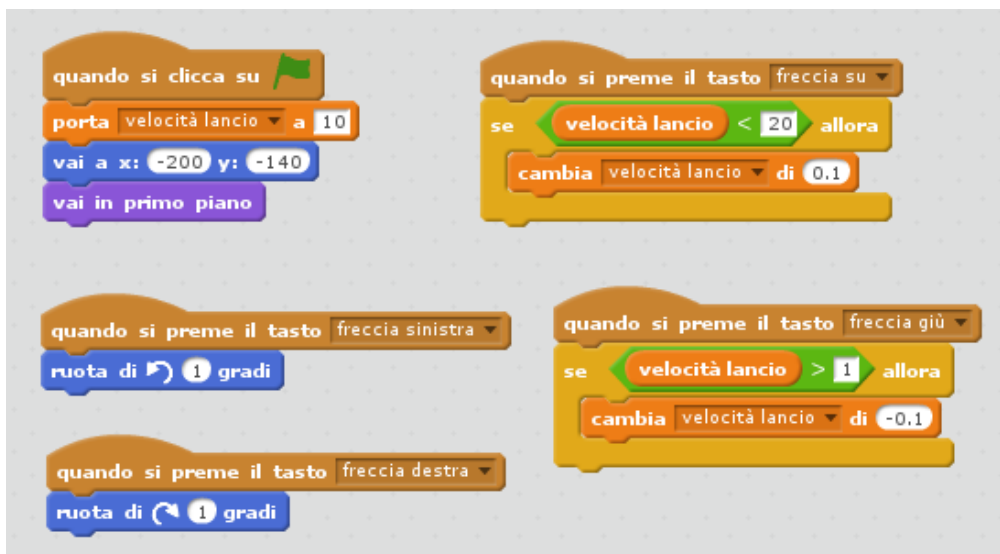 quando si clicca su
porta velocità lancio a 10
vai a x: -200 y: -140
vai in primo piano
quando si preme il tasto freccia su
se velocità lancio < 20 allora
cambia velocità lancio di 0.1
quando si preme il tasto freccia sinistra
ruota di 1 gradi
quando si preme il tasto freccia destra
ruota di 1 gradi
quando si preme il tasto freccia giù
se velocità lancio > 1 allora
cambia velocità lancio di -0.1